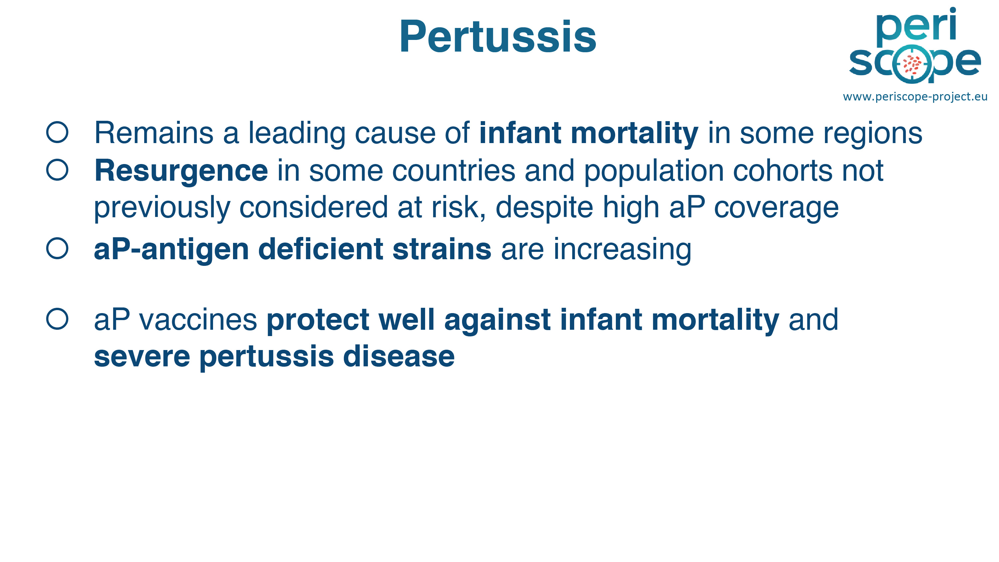 Pertussis
peri
scope
www.periscope-project.eu
Remains a leading cause of infant mortality in some regions
Resurgence in some countries and population cohorts not
previously considered at risk, despite high aP coverage
aP-antigen deficient strains are increasing
aP vaccines protect well against infant mortality and
severe pertussis disease